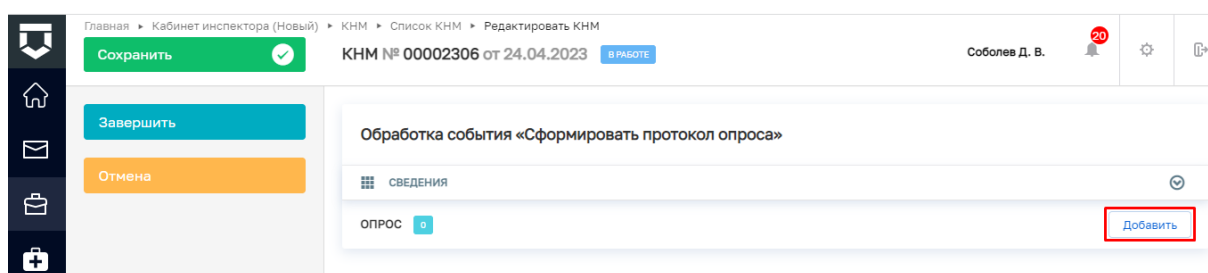 Главная ▸ Кабинет инспектора (Новый) ▸ КНМ ▸ Список КНМ ▸ Редактировать КНМ
Сохранить
КНМ № 00002306 от 24.04.2023 В РАБОТЕ
Соболев Д. В.
20
Завершить
Отмена
Обработка события «Сформировать протокол опроса»
СВЕДЕНИЯ
ОПРОС 0
Добавить